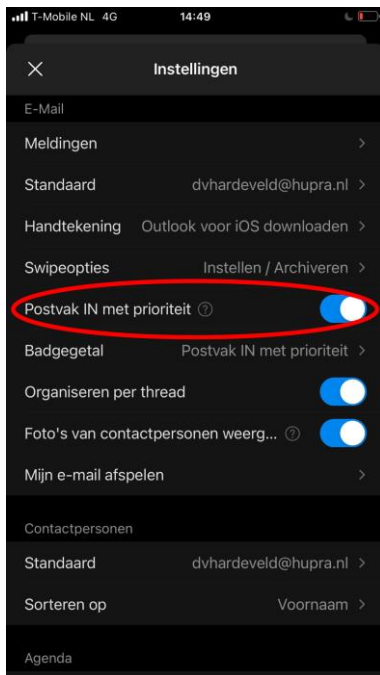 T-Mobile NL 4G 14:49
Instellingen
E-Mail
Meldingen
Standaard dvhardeveld@hupra.nl
Handtekening Outlook voor iOS downloaden
Swipeopties Instellen / Archiveren
Postvak IN met prioriteit ?
Badgegetal Postvak IN met prioriteit
Organiseren per thread
Foto's van contactpersonen weerg... ?
Mijn e-mail afspelen
Contactpersonen
Standaard dvhardeveld@hupra.nl
Sorteren op Voornaam
Agenda